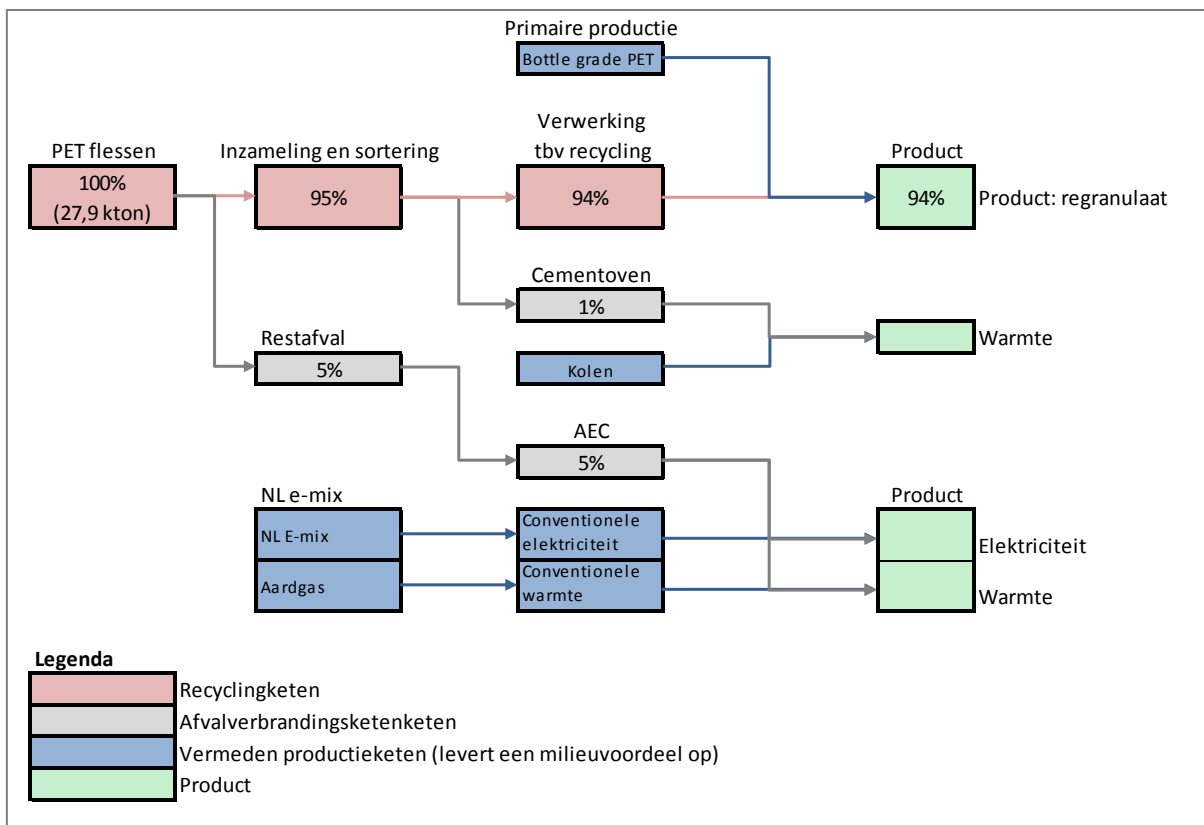 Primaire productie
Bottle grade PET
Verwerking
tbv recycling
PET flessen
Inzameling en sortering
Product
100%
(27,9 kton)
95%
94%
94%
Product: regranulaat
Cementoven
1%
Restafval
Warmte
5%
Kolen
AEC
5%
NL e-mix
Product
NL E-mix
Conventionele
elektriciteit
Elektriciteit
Aardgas
Conventionele
warmte
Warmte
Legenda
Recyclingketen
Afvalverbrandingsketenketen
Vermeden productieketen (levert een milieuvoordeel op)
Product